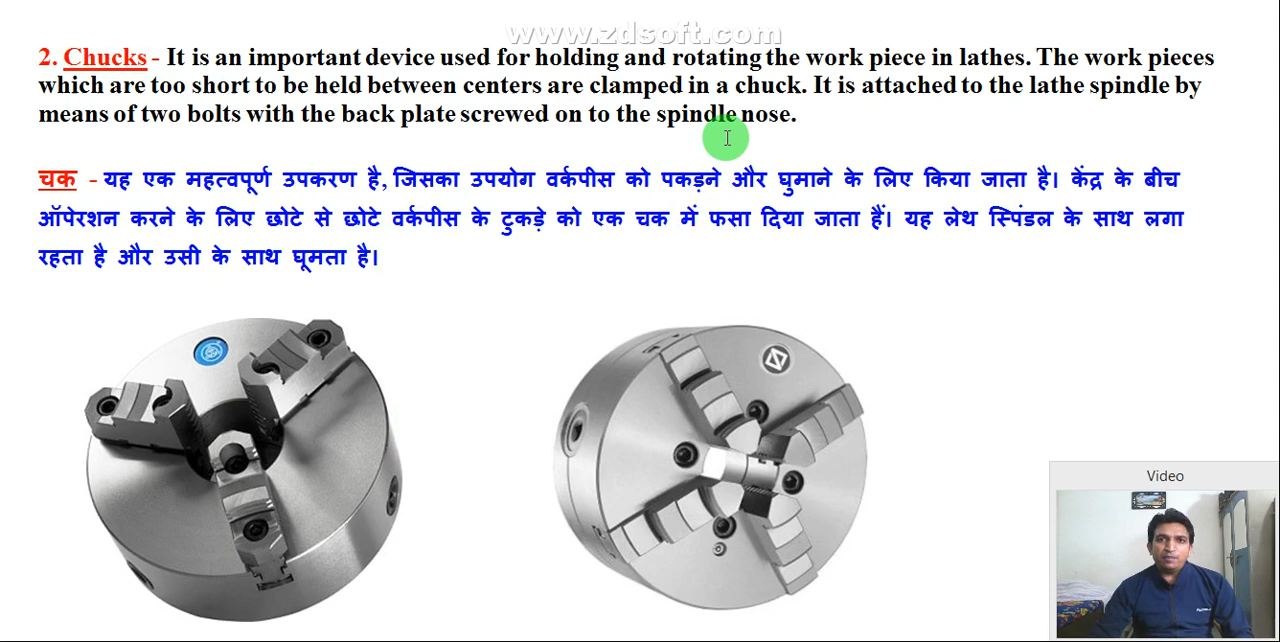 www.zdsoft.com
2. Chucks - It is an important device used for holding and rotating the work piece in lathes. The work pieces
which are too short to be held between centers are clamped in a chuck. It is attached to the lathe spindle by
means of two bolts with the back plate screwed on to the spindle nose.
चक - यह एक महत्वपूर्ण उपकरण है, जिसका उपयोग वर्कपीस को पकड़ने और घुमाने के लिए किया जाता है। केंद्र के बीच
ऑपेरशन करने के लिए छोटे से छोटे वर्कपीस के टुकड़े को एक चक में फसा दिया जाता हैं। यह लेथ स्पिंडल के साथ लगा
रहता है और उसी के साथ घूमता है।
Video